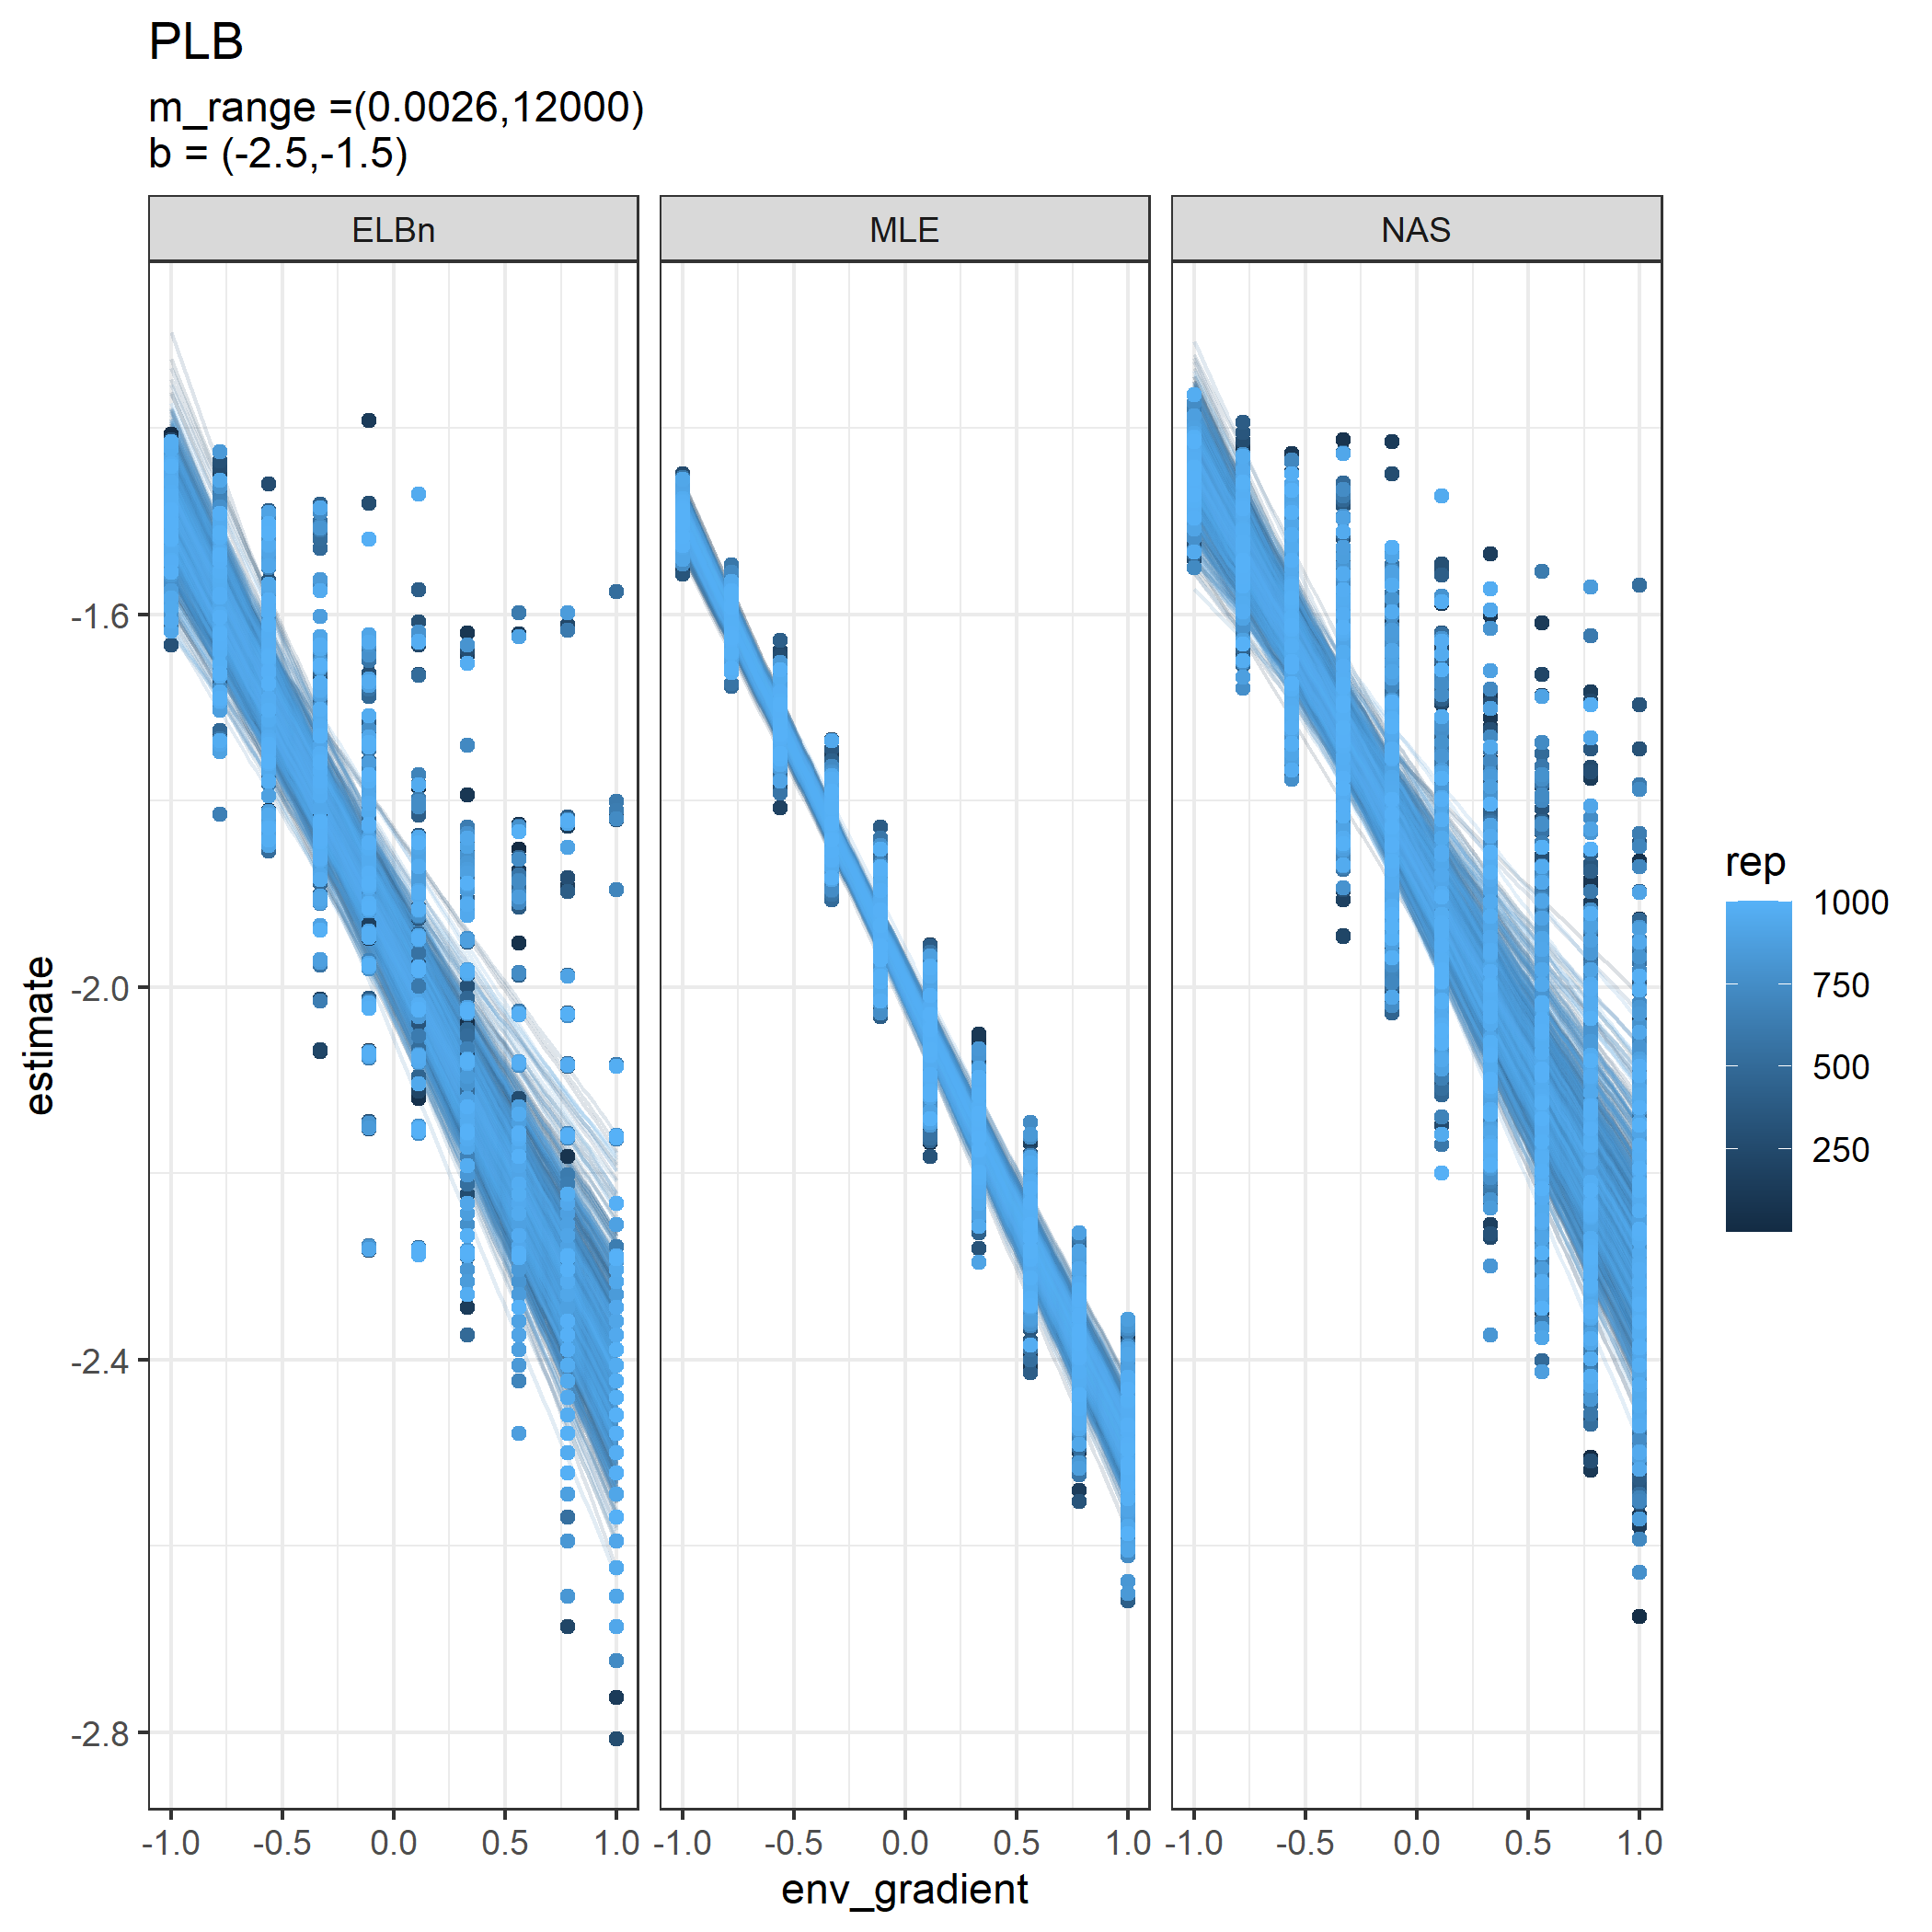 PLB
m_range =(0.0026,12000)
b = (-2.5,-1.5)
ELBn MLE NAS
-1.6
-2.0
-2.4
-2.8
estimate
-1.0 -0.5 0.0 0.5 1.0 -1.0 -0.5 0.0 0.5 1.0 -1.0 -0.5 0.0 0.5 1.0
env_gradient
rep
1000
750
500
250